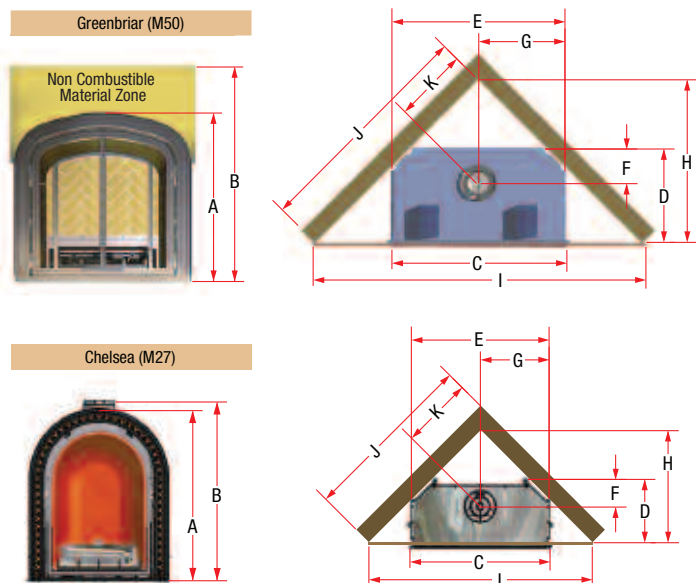 Greenbriar (M50)
Non Combustible
Material Zone
A
B
E
G
K
J
H
F
D
C
I
Chelsea (M27)
A
B
E
G
K
J
H
F
D
C
I